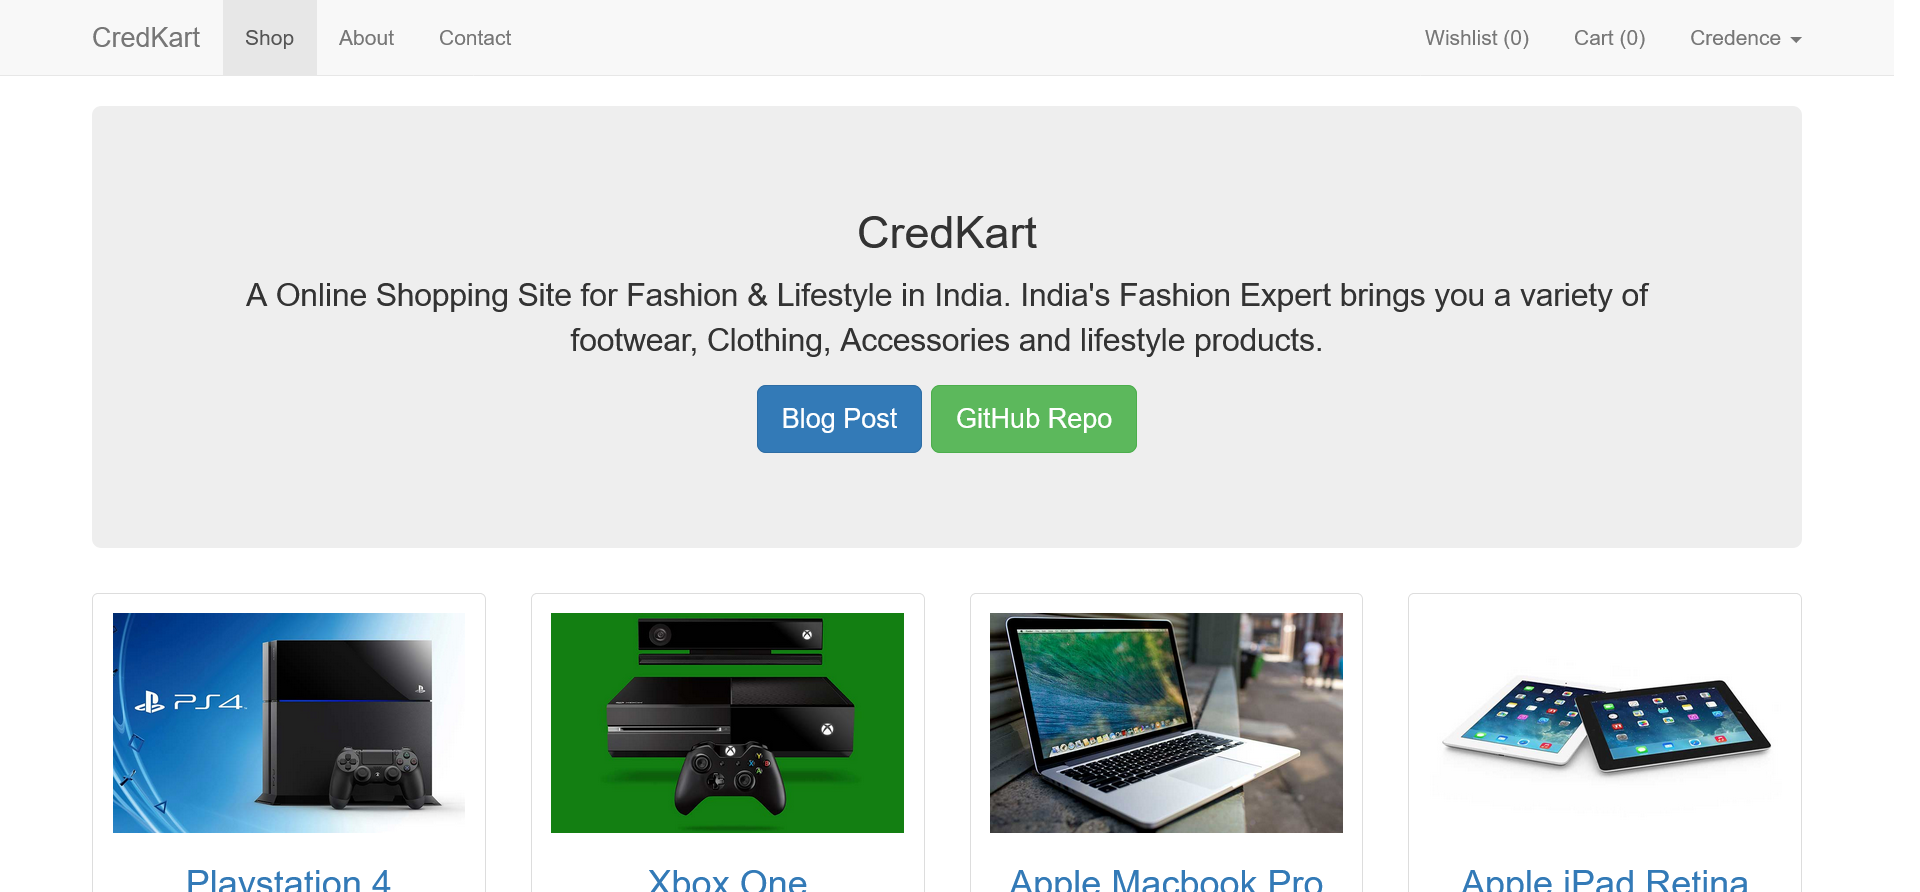 CredKart Shop About Contact Wishlist (0) Cart (0) Credence
CredKart
A Online Shopping Site for Fashion & Lifestyle in India. India's Fashion Expert brings you a variety of
footwear, Clothing, Accessories and lifestyle products.
Blog Post GitHub Repo
PS4
Playstation 4 Xbox One Apple Macbook Pro Apple iPad Retina